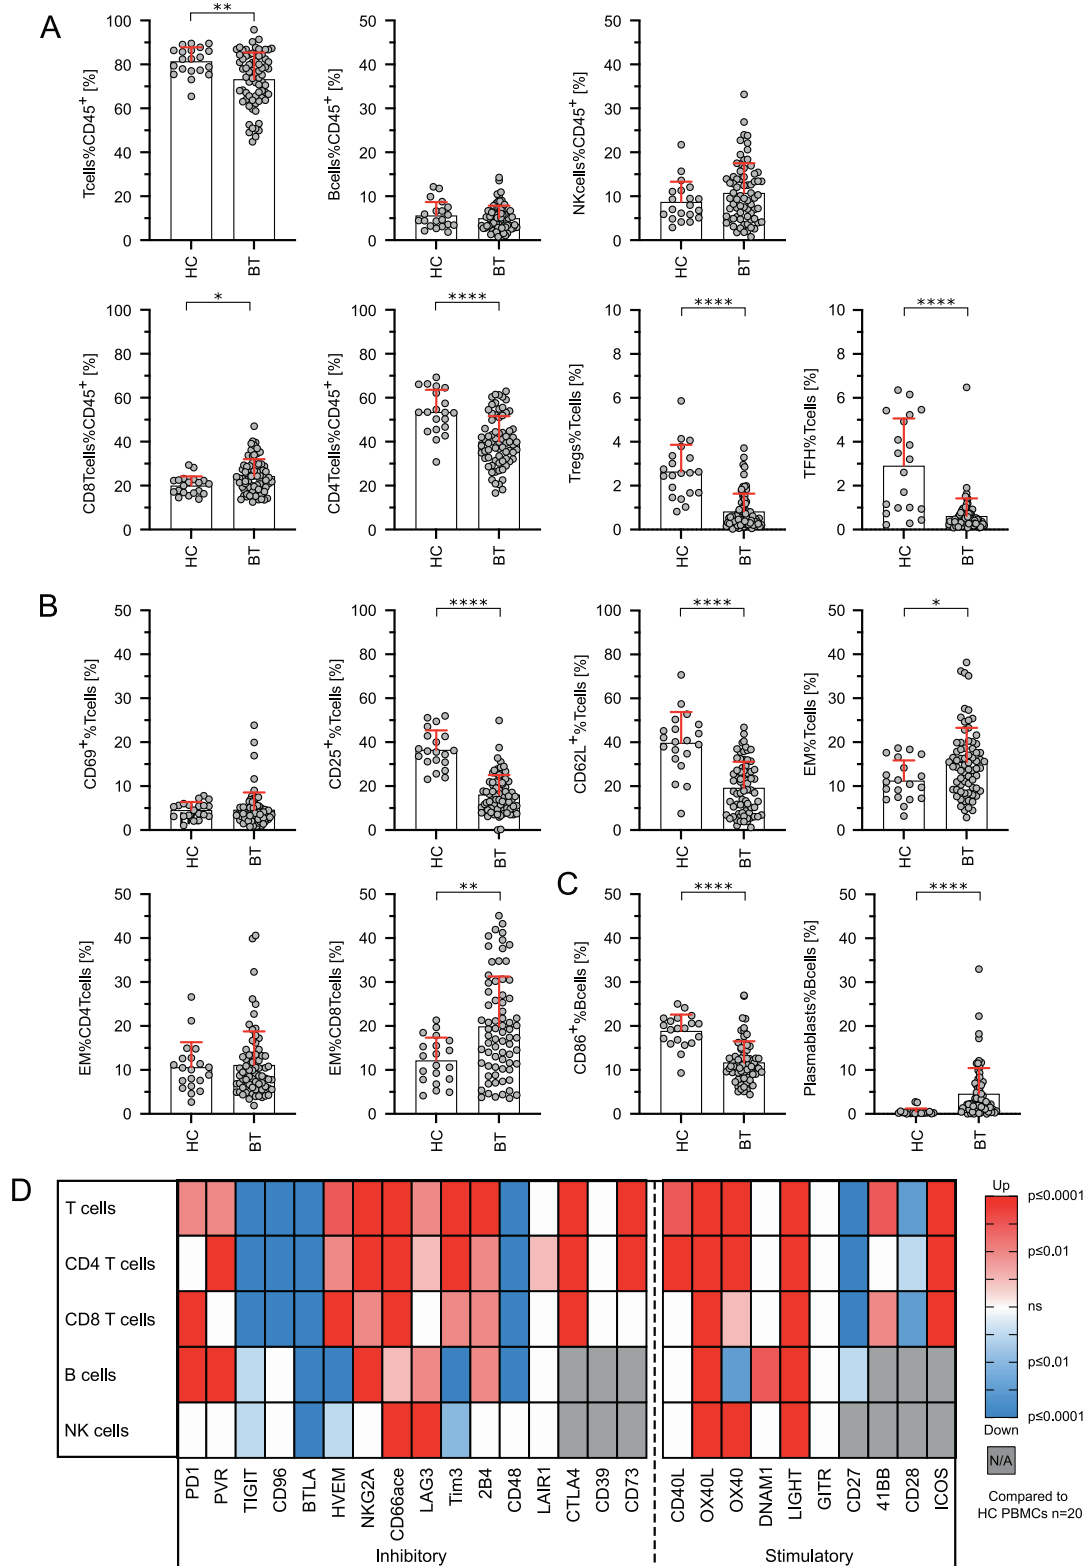 A
Tcells%CD45+ [%]
100
80
60
40
20
0
**
HC
BT
Bcells%CD45+ [%]
50
40
30
20
10
0
HC
BT
NKcells%CD45+ [%]
50
40
30
20
10
0
HC
BT
CD8Tcells%CD45+ [%]
100
80
60
40
20
0
*
HC
BT
CD4Tcells%CD45+ [%]
100
80
60
40
20
0
****
HC
BT
Tregs%Tcells [%]
10
8
6
4
2
0
****
HC
BT
TFH%Tcells [%]
10
8
6
4
2
0
****
HC
BT
B
CD69+%Tcells [%]
50
40
30
20
10
0
HC
BT
CD25+%Tcells [%]
100
80
60
40
20
0
****
HC
BT
CD62L+%Tcells [%]
100
80
60
40
20
0
****
HC
BT
EM%Tcells [%]
50
40
30
20
10
0
*
HC
BT
EM%CD4Tcells [%]
50
40
30
20
10
0
HC
BT
EM%CD8Tcells [%]
50
40
30
20
10
0
**
HC
BT
C
CD86+%Bcells [%]
50
40
30
20
10
0
****
HC
BT
Plasmablasts%Bcells [%]
50
40
30
20
10
0
****
HC
BT
D
T cells
CD4 T cells
CD8 T cells
B cells
NK cells
PD1
PVR
TIGIT
CD96
BTLA
HVEM
NKG2A
CD66ace
LAG3
Tim3
2B4
CD48
LAIR1
CTLA4
CD39
CD73
CD40L
OX40L
OX40
DNAM1
LIGHT
GITR
CD27
41BB
CD28
ICOS
Inhibitory
Stimulatory
Up
p≤0.0001
p≤0.01
ns
p≤0.01
p≤0.0001
Down
N/A
Compared to
HC PBMCs n=20